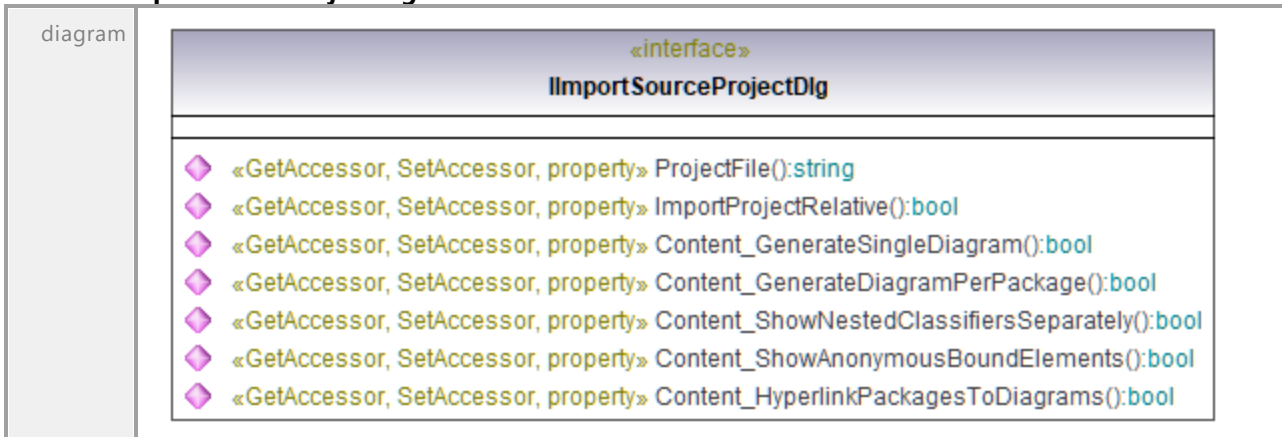 diagram
«interface»
IImportSourceProjectDlg
«GetAccessor, SetAccessor, property» ProjectFile():string
«GetAccessor, SetAccessor, property» ImportProjectRelative():bool
«GetAccessor, SetAccessor, property» Content_GenerateSingleDiagram():bool
«GetAccessor, SetAccessor, property» Content_GenerateDiagramPerPackage():bool
«GetAccessor, SetAccessor, property» Content_ShowNestedClassifiersSeparately():bool
«GetAccessor, SetAccessor, property» Content_ShowAnonymousBoundElements():bool
«GetAccessor, SetAccessor, property» Content_HyperlinkPackagesToDiagrams():bool